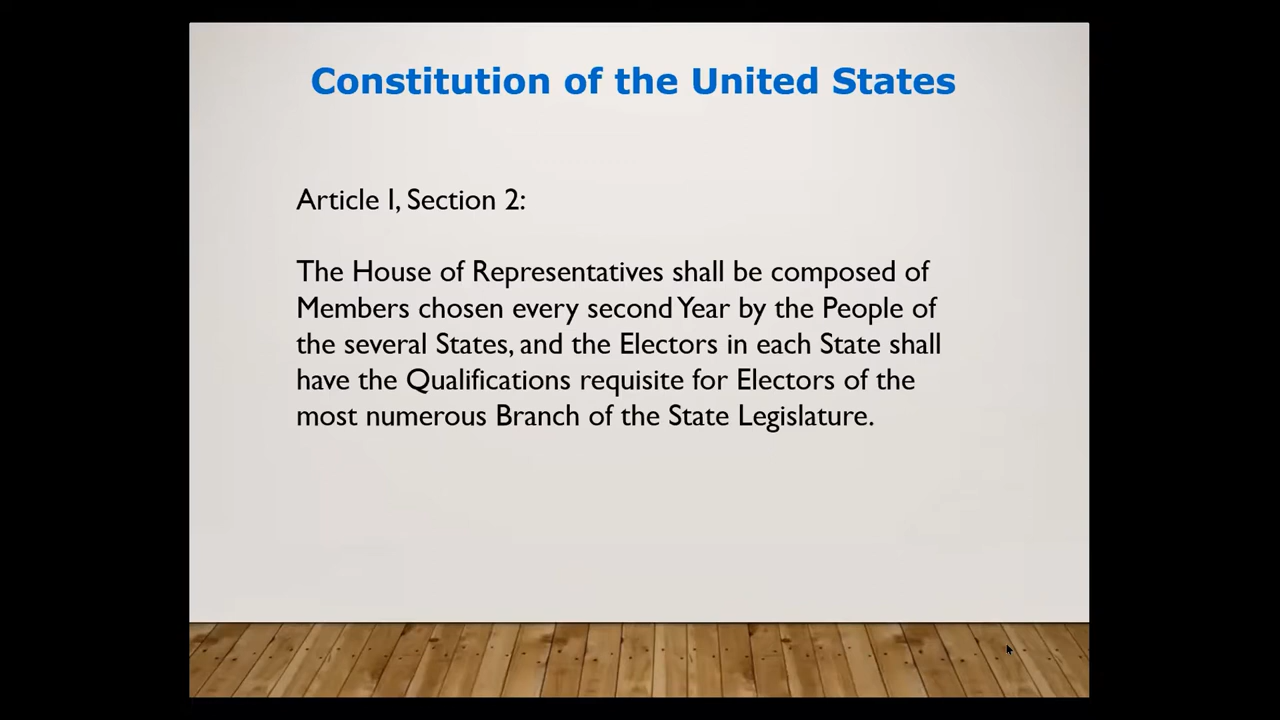 Constitution of the United States
Article I, Section 2:
The House of Representatives shall be composed of
Members chosen every second Year by the People of
the several States, and the Electors in each State shall
have the Qualifications requisite for Electors of the
most numerous Branch of the State Legislature.